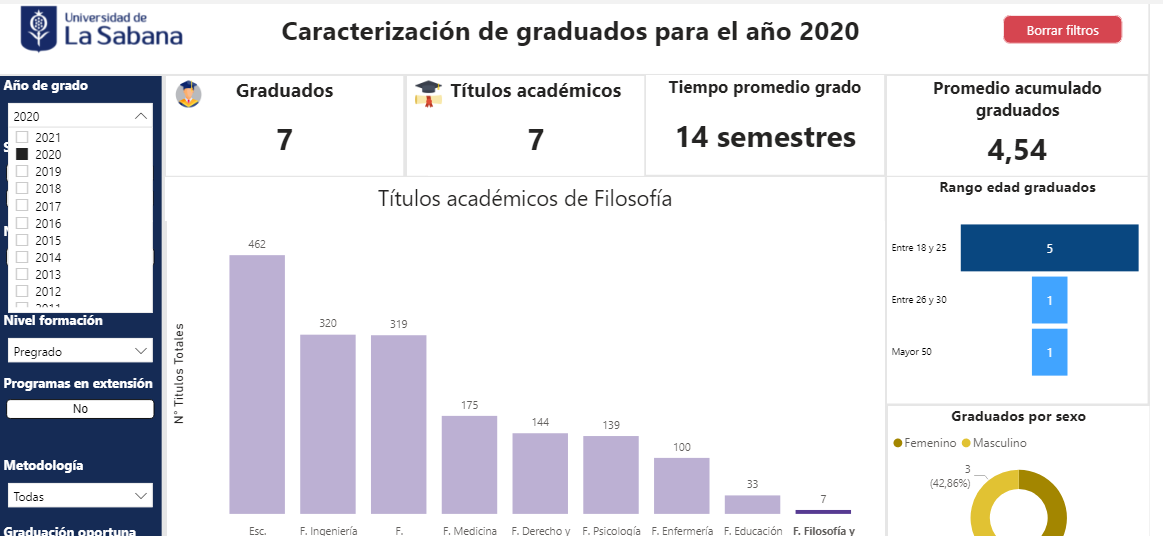 Universidad de
La Sabana
Caracterización de graduados para el año 2020
Borrar filtros
Año de grado
2020
2021
2020
2019
2018
2017
2016
2015
2014
2013
2012
Nivel formación
Pregrado
Programas en extensión
No
Metodología
Todas
Graduación oportuna
Graduados
7
Títulos académicos
7
Tiempo promedio grado
14 semestres
Promedio acumulado
graduados
4,54
Títulos académicos de Filosofía
N° Titulos Totales
462
320
319
175
144
139
100
33
7
Esc.
F. Ingeniería
F.
F. Medicina
F. Derecho y
F. Psicología
F. Enfermería
F. Educación
F. Filosofía y
Rango edad graduados
Entre 18 y 25
5
Entre 26 y 30
1
Mayor 50
1
Graduados por sexo
Femenino
Masculino
3
(42,86%)